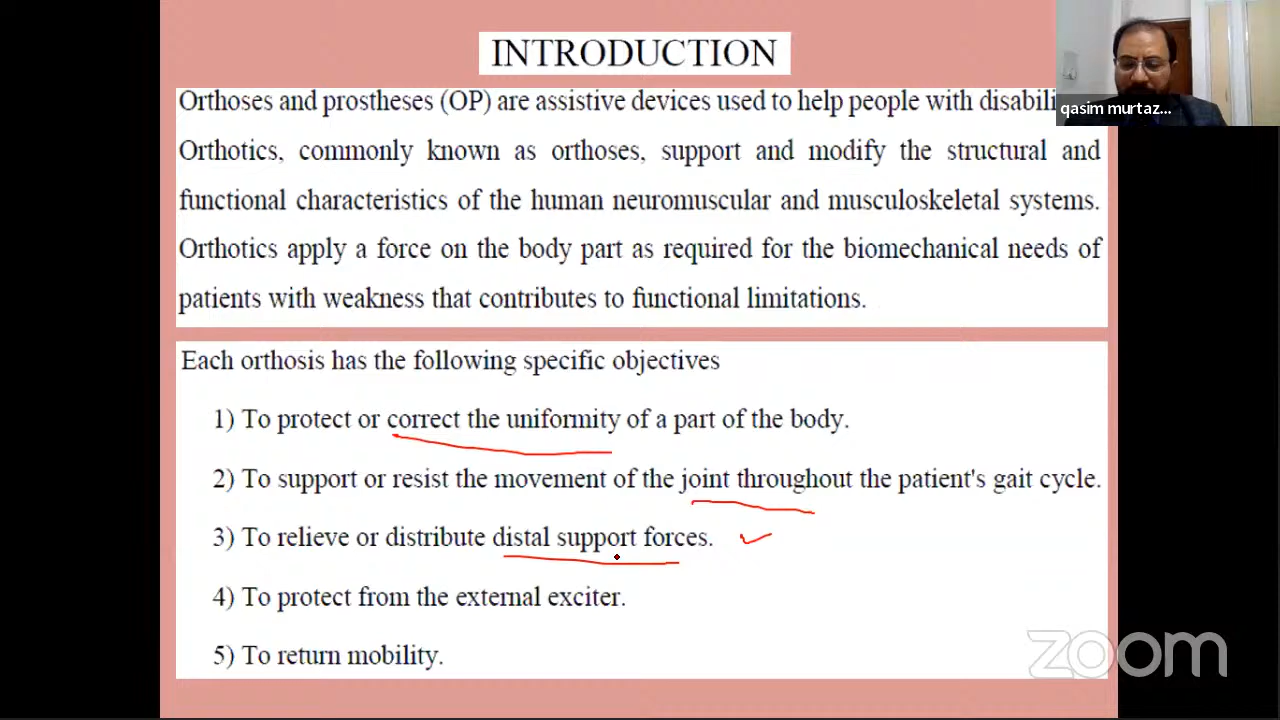 INTRODUCTION
Orthoses and prostheses (OP) are assistive devices used to help people with
qasim murtaz...
Orthotics, commonly known as orthoses, support and modify the structural and
functional characteristics of the human neuromuscular and musculoskeletal systems.
Orthotics apply a force on the body part as required for the biomechanical needs of
patients with weakness that contributes to functional limitations.
Each orthosis has the following specific objectives
1) To protect or correct the uniformity of a part of the body.
2) To support or resist the movement of the joint throughout the patient's gait cycle.
3) To relieve or distribute distal support forces.
4) To protect from the external exciter.
5) To return mobility.
zoom